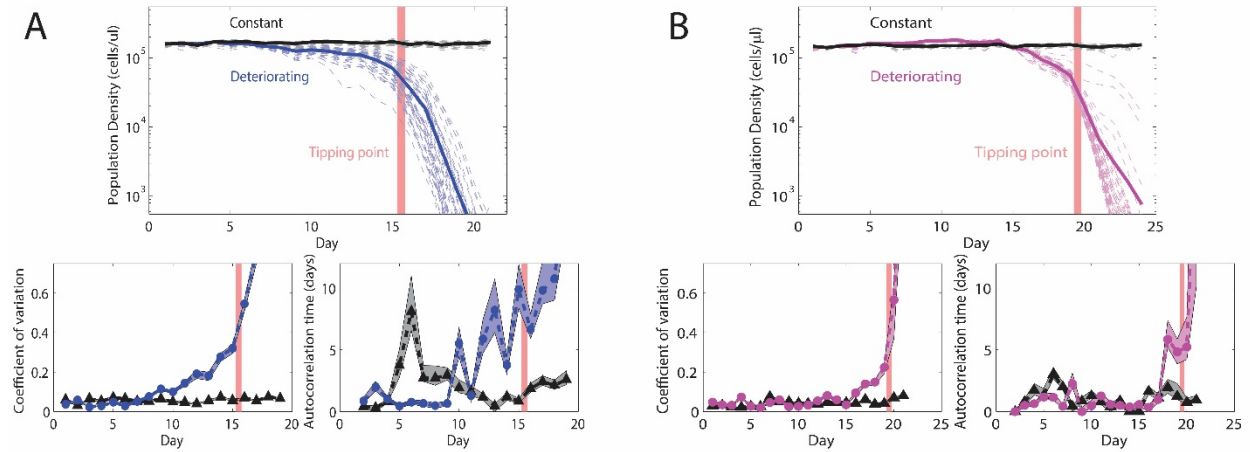 A
Constant
Deteriorating
Tipping point
Population Density (cells/ul)
10^5
10^4
10^3
0 5 10 15 20
Day
Coefficient of variation
0.6
0.4
0.2
0
0 5 10 15 20
Day
Autocorrelation time (days)
10
5
0
0 5 10 15 20
Day
B
Constant
Deteriorating
Tipping point
Population Density (cells/μl)
10^5
10^4
10^3
0 5 10 15 20 25
Day
Coefficient of variation
0.6
0.4
0.2
0
0 5 10 15 20 25
Day
Autocorrelation time (days)
10
5
0
0 5 10 15 20 25
Day